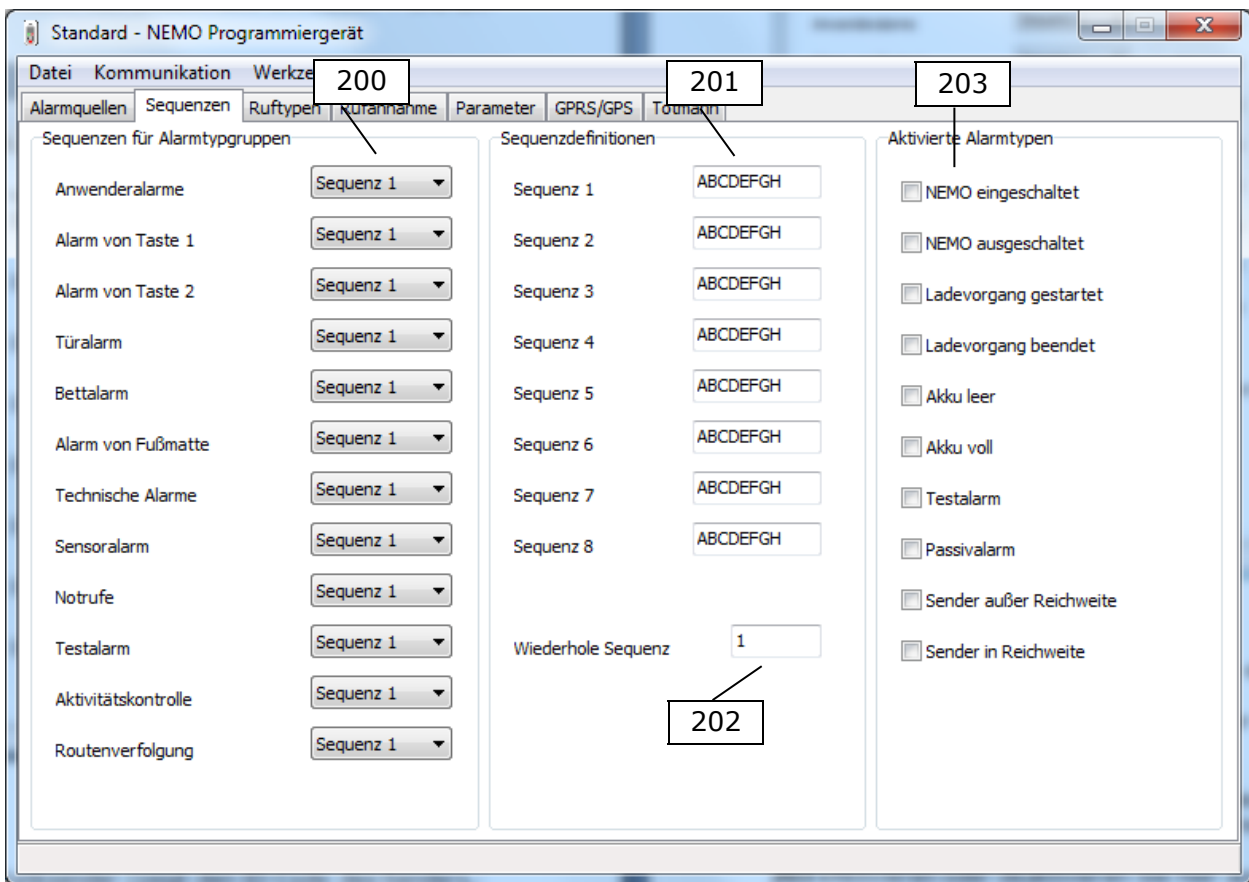 Standard - NEMO Programmiergerät
Datei Kommunikation
200
201
203
Alarmquellen Sequenzen Ruftypen Rufannahme Parameter GPRS/GPS Totmann
Sequenzen für Alarmtypgruppen
Anwenderalarme Sequenz 1
Alarm von Taste 1 Sequenz 1
Alarm von Taste 2 Sequenz 1
Türalarm Sequenz 1
Bettalarm Sequenz 1
Alarm von Fußmatte Sequenz 1
Technische Alarme Sequenz 1
Sensoralarm Sequenz 1
Notrufe Sequenz 1
Testalarm Sequenz 1
Aktivitätskontrolle Sequenz 1
Routenverfolgung Sequenz 1
Sequenzdefinitionen
Sequenz 1 ABCDEFGH
Sequenz 2 ABCDEFGH
Sequenz 3 ABCDEFGH
Sequenz 4 ABCDEFGH
Sequenz 5 ABCDEFGH
Sequenz 6 ABCDEFGH
Sequenz 7 ABCDEFGH
Sequenz 8 ABCDEFGH
Wiederhole Sequenz 1
202
Aktivierte Alarmtypen
NEMO eingeschaltet
NEMO ausgeschaltet
Ladevorgang gestartet
Ladevorgang beendet
Akku leer
Akku voll
Testalarm
Passivalarm
Sender außer Reichweite
Sender in Reichweite